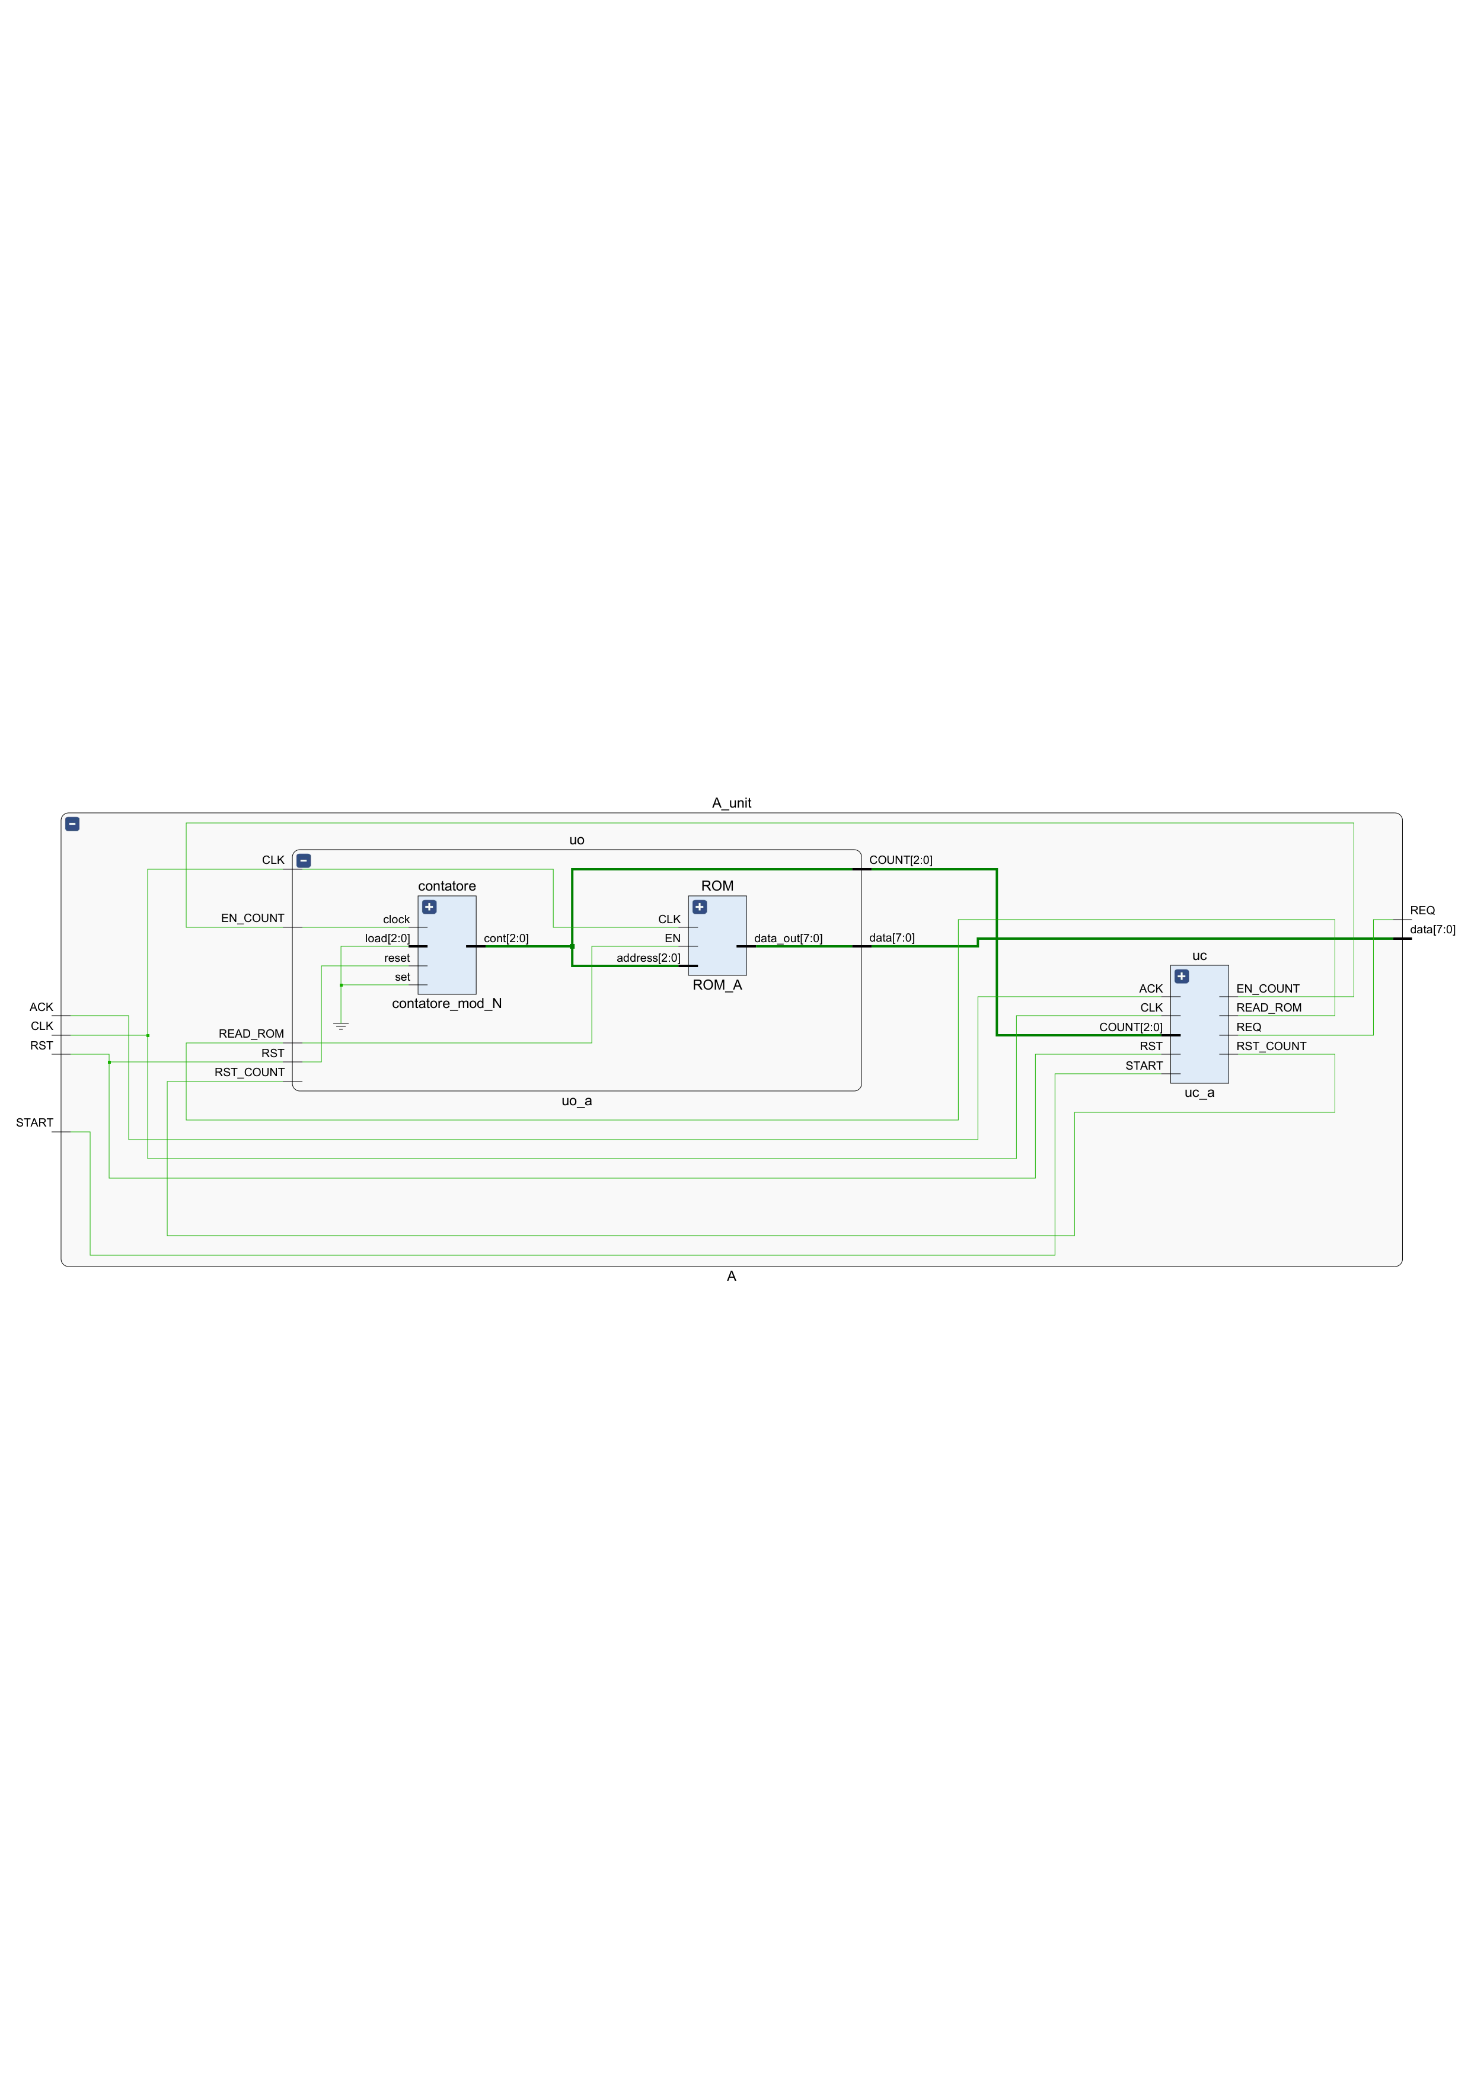 A_unit
uo
CLK
COUNT[2:0]
contatore
ROM
EN_COUNT
clock
CLK
REQ
load[2:0]
cont[2:0]
EN
data_out[7:0]
data[7:0]
data[7:0]
reset
address[2:0]
uc
set
ROM_A
contatore_mod_N
ACK
EN_COUNT
ACK
CLK
READ_ROM
CLK
READ_ROM
COUNT[2:0]
REQ
RST
RST
RST
RST_COUNT
RST_COUNT
START
uo_a
uc_a
START
A